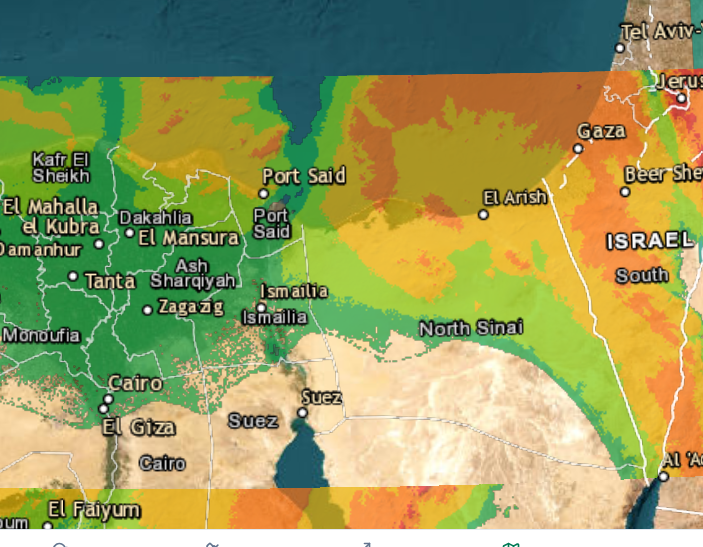 Tel Aviv-
Jerus
Gaza
Kafr El
Sheikh
Port Said
Beer She
El Mahalla
el Kubra
El Arish
Dakahlia
Port
Said
Damanhur
El Mansura
ISRAEL
Ash
Sharqiyah
South
Tanta
Ismailia
Zagazig
Ismailia
Monoufia
North Sinai
Cairo
Suez
El Giza
Suez
Cairo
Al 'A
El Faiyum
oum